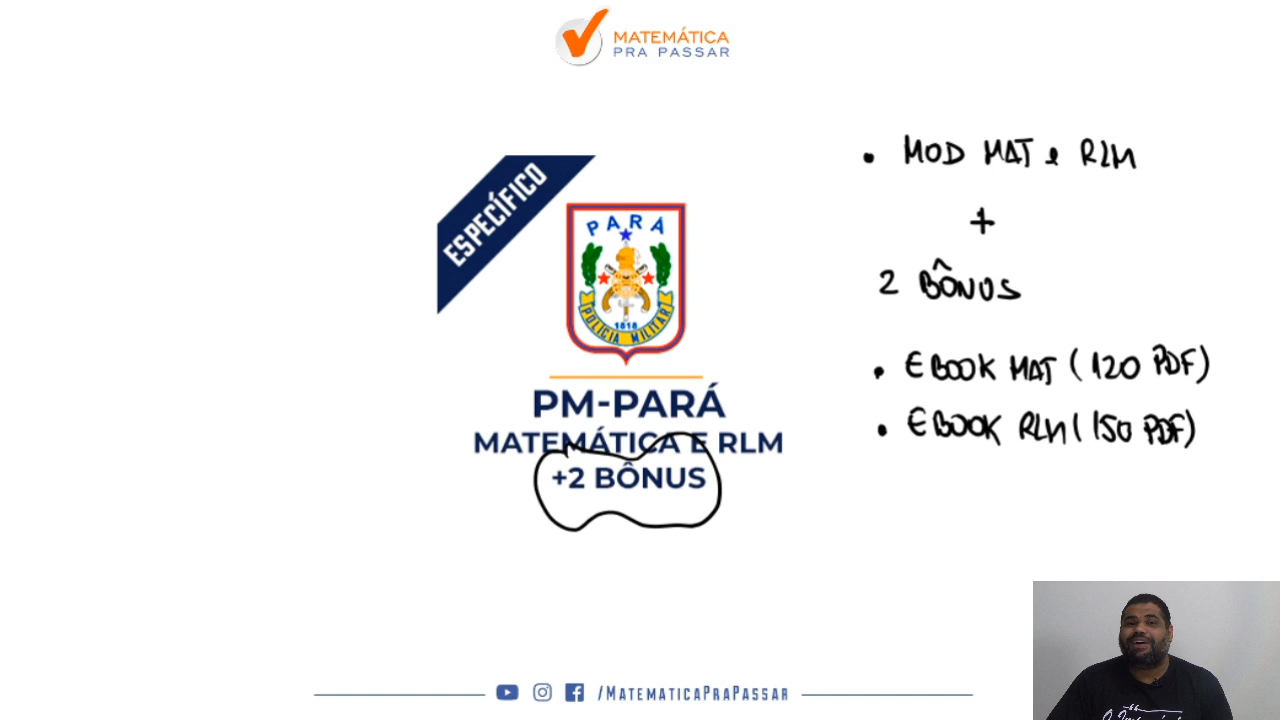 MATEMÁTICA
PRA PASSAR
ESPECÍFICO
PARÁ
POLÍCIA MILITAR
1818
PM-PARÁ
MATEMÁTICA E RLM
+2 BÔNUS
• MOD MAT e RLM
+
2 BÔNUS
• EBOOK MAT (120 PDF)
• EBOOK RLM (150 PDF)
/MATEMATICAPRAPASSAR